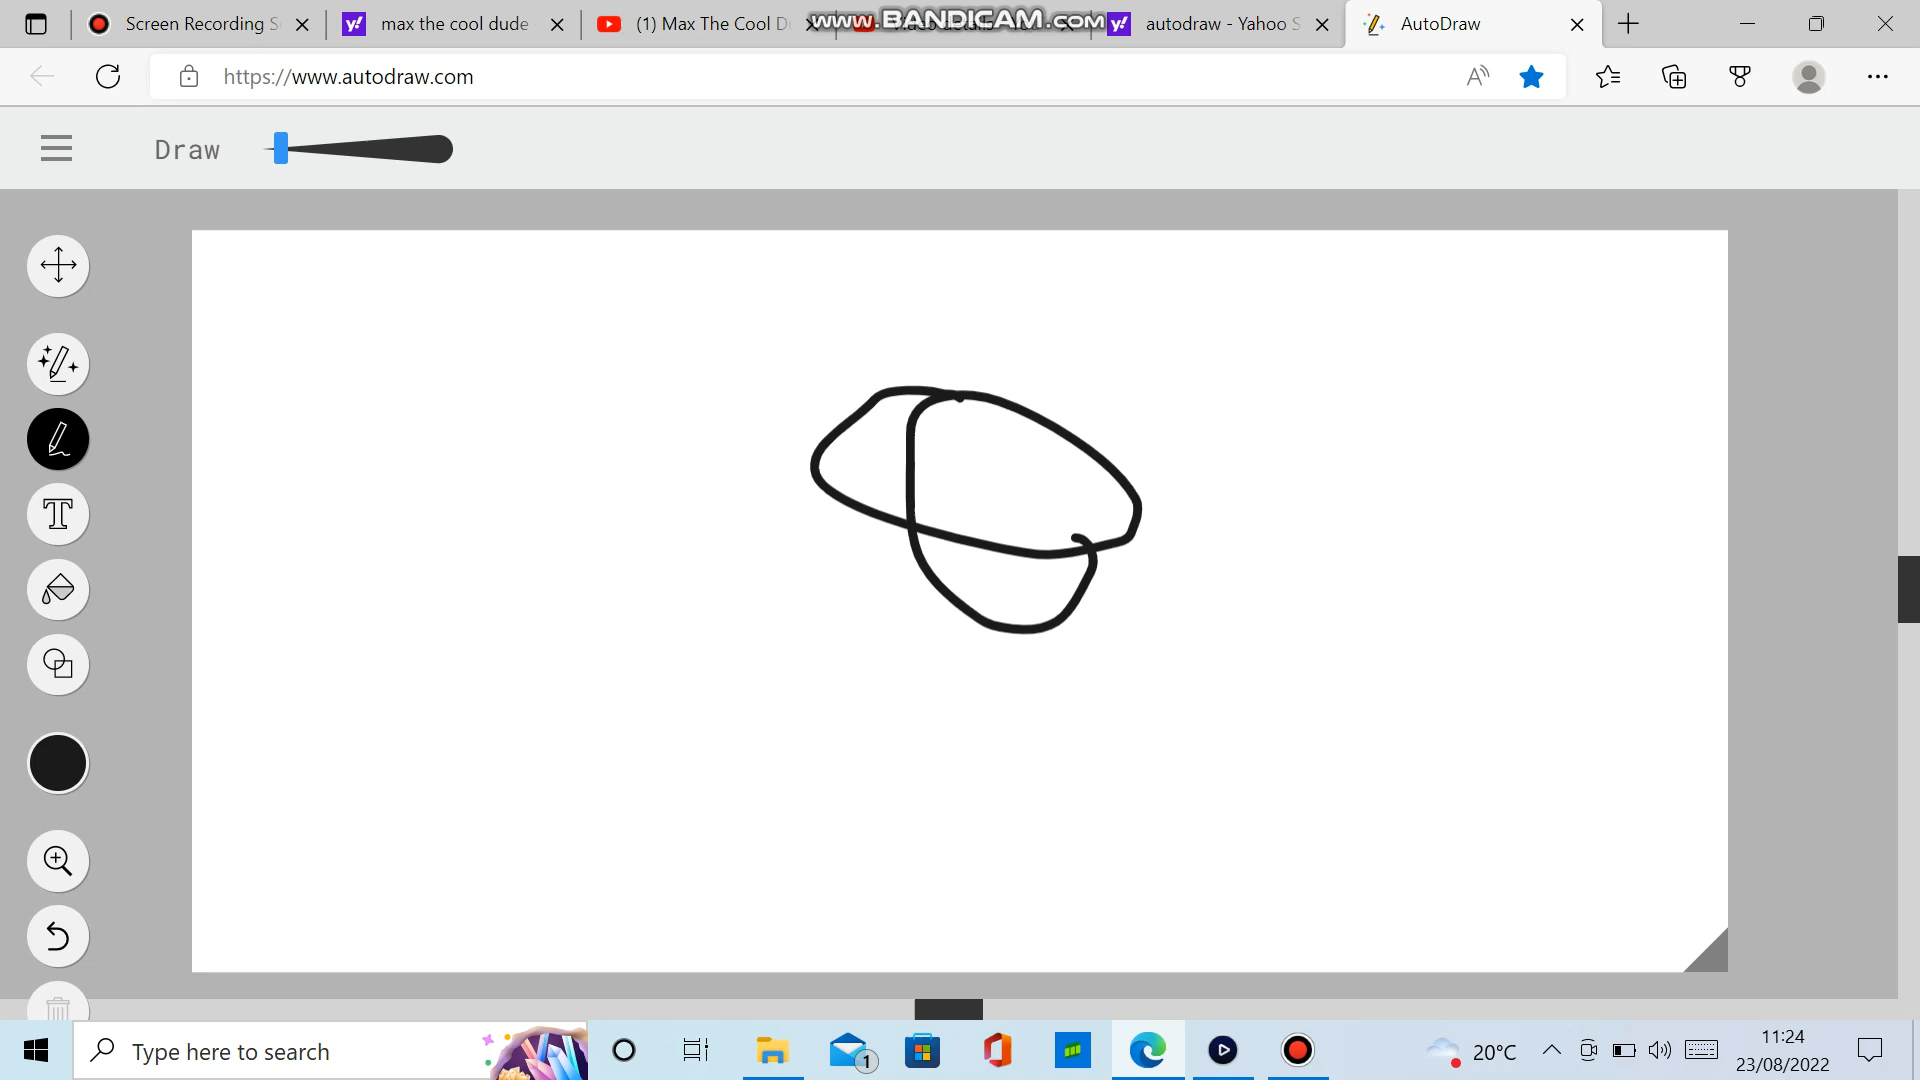 Screen Recording S
max the cool dude
(1) Max The Cool D
www.BANDICAM.com
autodraw - Yahoo S
AutoDraw
https://www.autodraw.com
Draw
Type here to search
1
20°C
11:24
23/08/2022